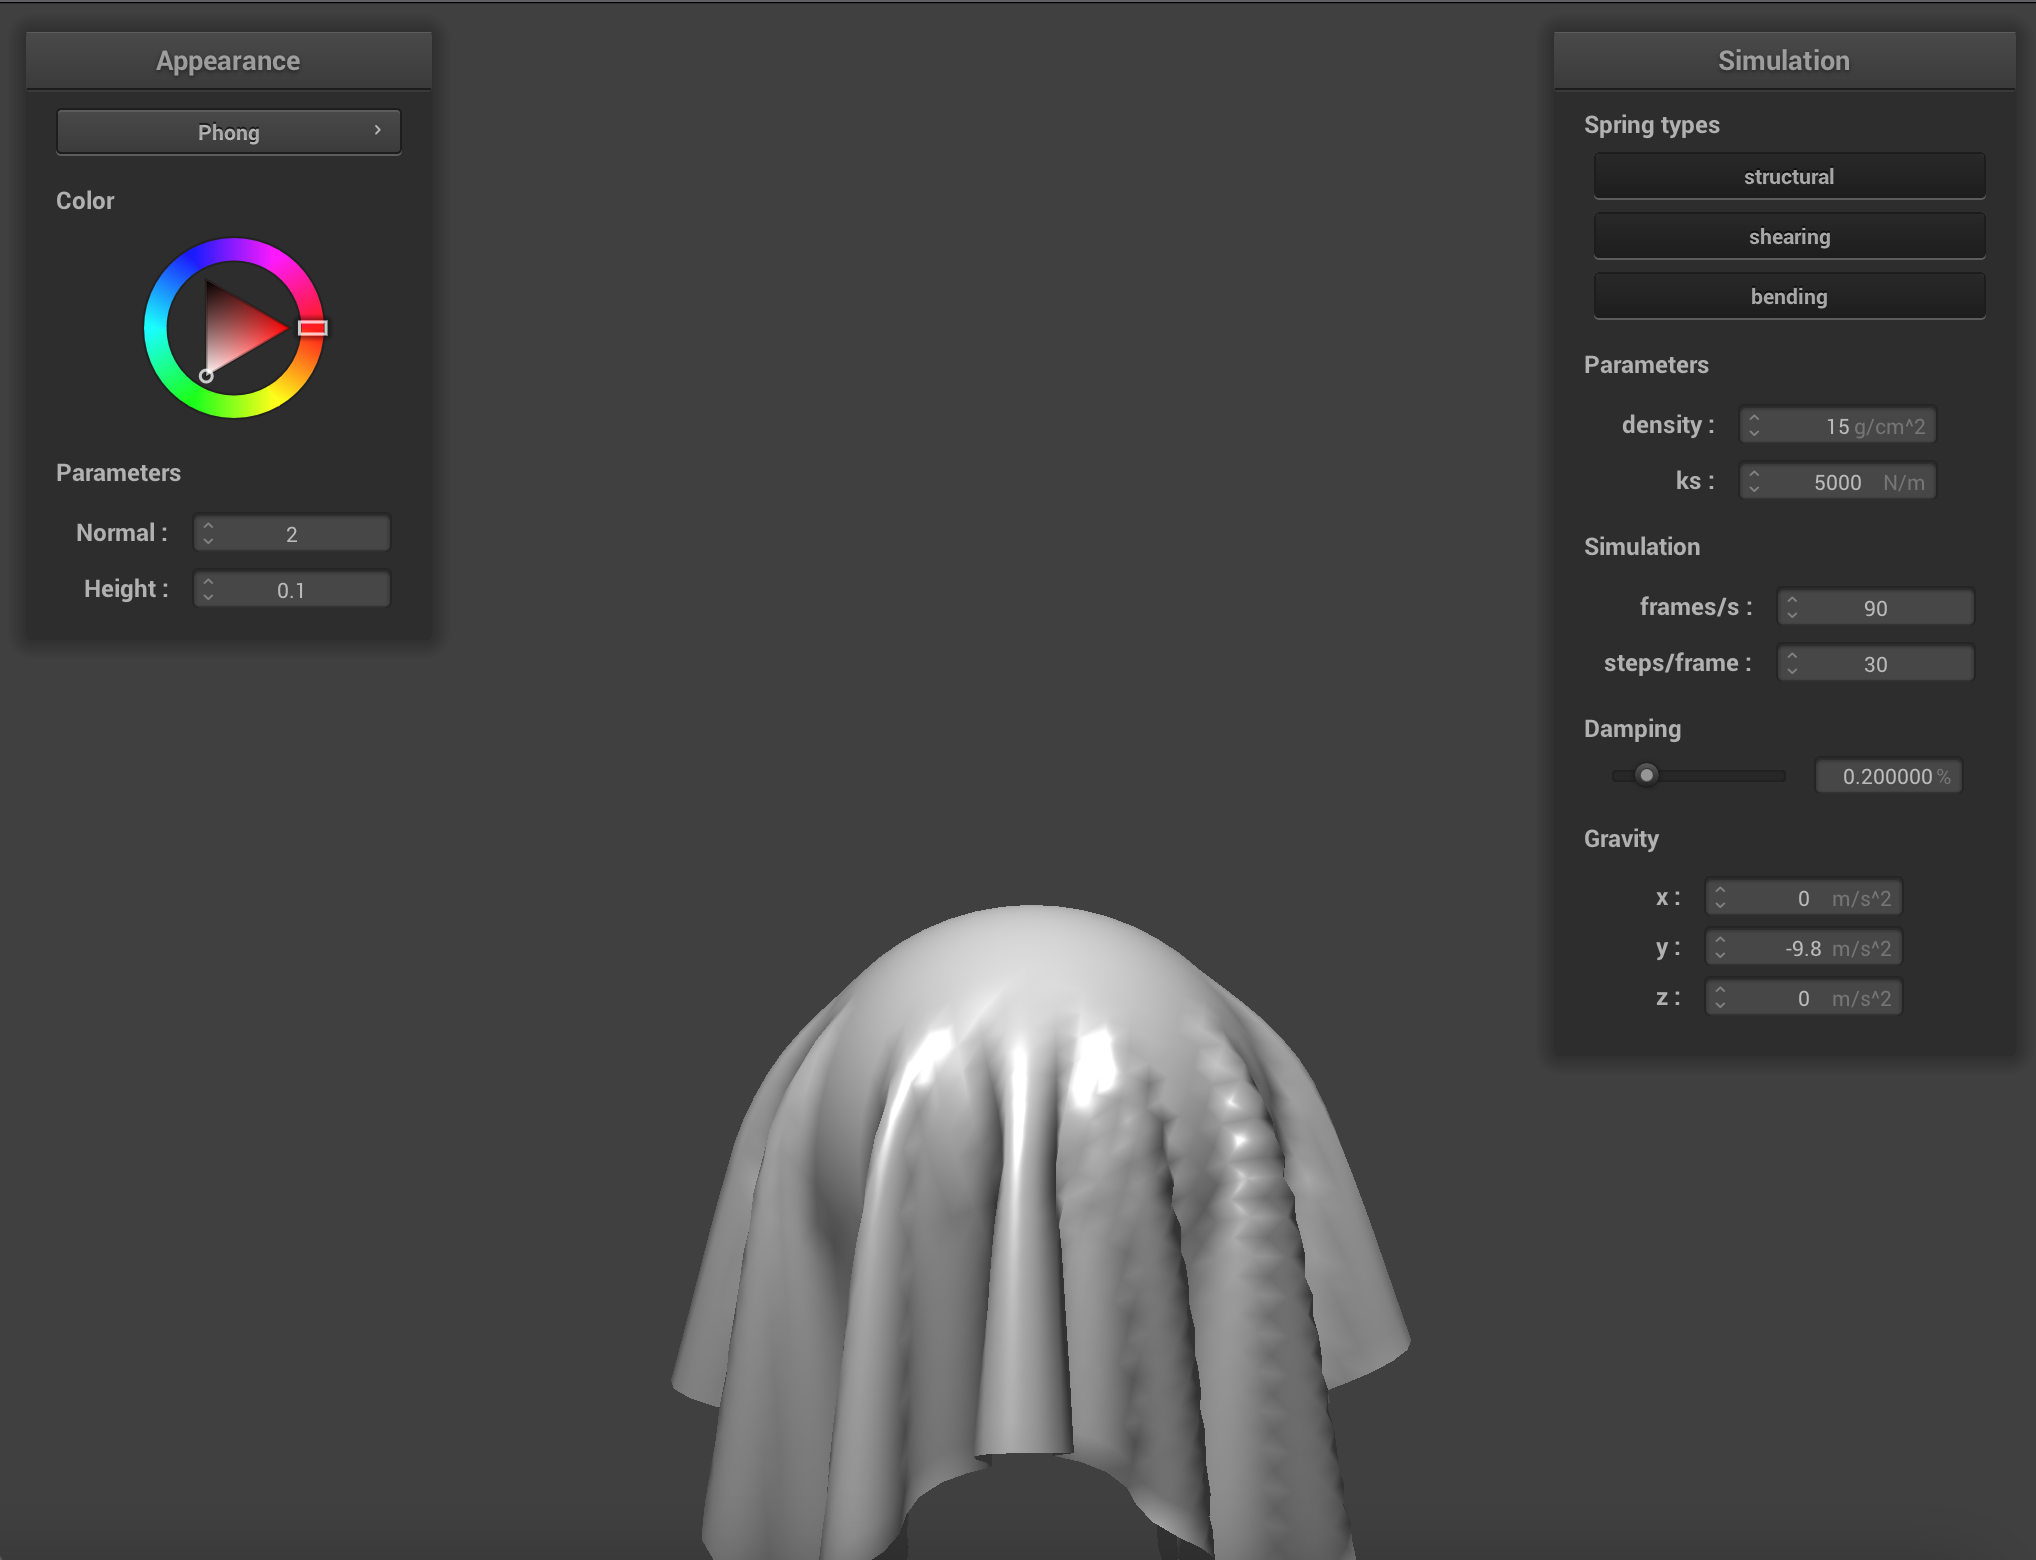 Appearance
Phong
Color
Parameters
Normal : 2
Height : 0.1
Simulation
Spring types
structural
shearing
bending
Parameters
density : 15 g/cm^2
ks : 5000 N/m
Simulation
frames/s : 90
steps/frame : 30
Damping
0.200000 %
Gravity
x : 0 m/s^2
y : -9.8 m/s^2
z : 0 m/s^2